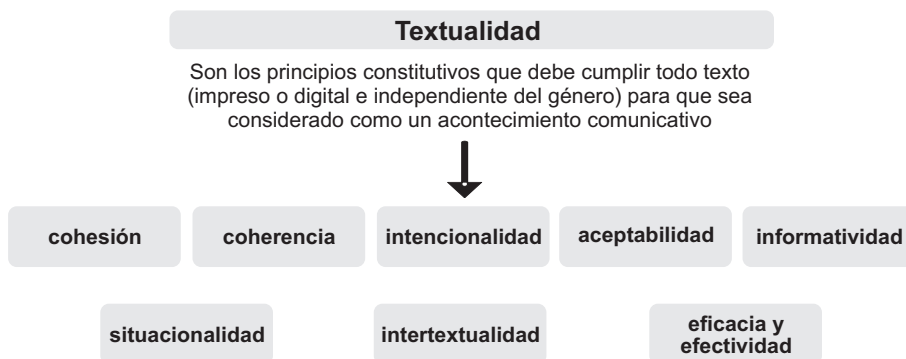 Textualidad
Son los principios constitutivos que debe cumplir todo texto
(impreso o digital e independiente del género) para que sea
considerado como un acontecimiento comunicativo
cohesión
coherencia
intencionalidad
aceptabilidad
informatividad
situacionalidad
intertextualidad
eficacia y
efectividad